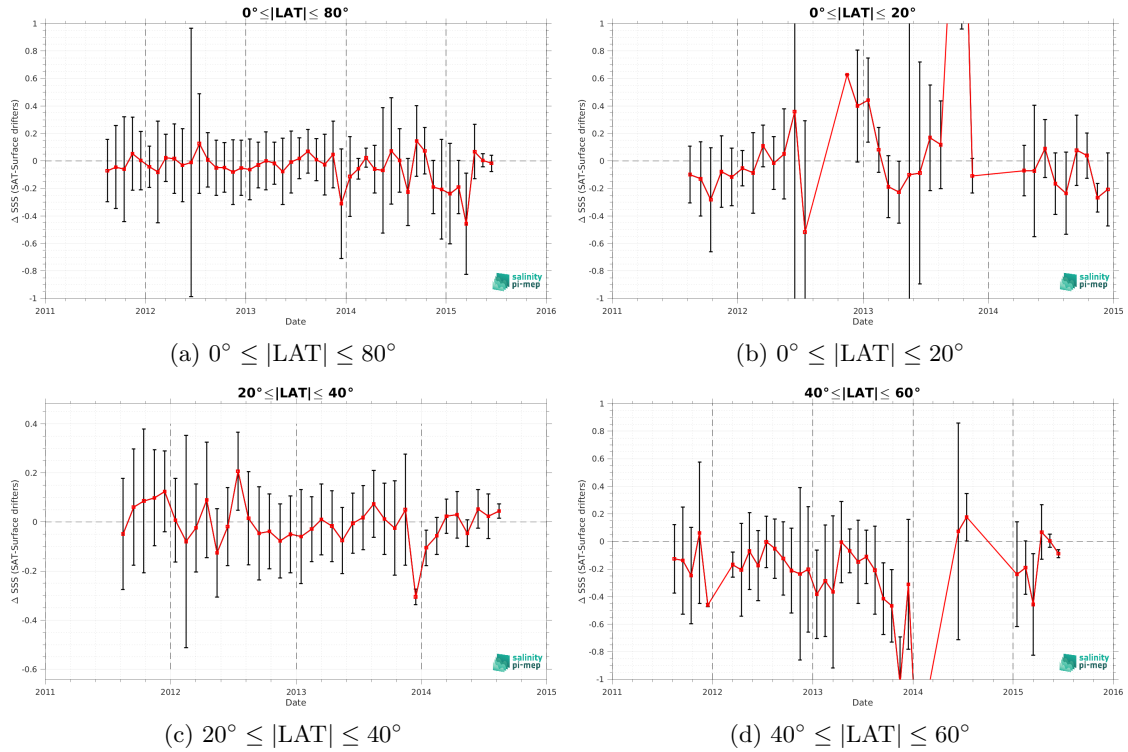 0°≤|LAT|≤ 80°
Δ SSS (SAT-Surface drifters)
1
0.8
0.6
0.4
0.2
0
-0.2
-0.4
-0.6
-0.8
-1
2011
2012
2013
2014
2015
2016
Date
salinity
pi-mep
(a) 0° ≤ |LAT| ≤ 80°
0°≤|LAT|≤ 20°
Δ SSS (SAT-Surface drifters)
1
0.8
0.6
0.4
0.2
0
-0.2
-0.4
-0.6
-0.8
-1
2011
2012
2013
2014
2015
Date
salinity
pi-mep
(b) 0° ≤ |LAT| ≤ 20°
20°≤|LAT|≤ 40°
Δ SSS (SAT-Surface drifters)
0.4
0.2
0
-0.2
-0.4
-0.6
2011
2012
2013
2014
2015
Date
salinity
pi-mep
(c) 20° ≤ |LAT| ≤ 40°
40°≤|LAT|≤ 60°
Δ SSS (SAT-Surface drifters)
1
0.8
0.6
0.4
0.2
0
-0.2
-0.4
-0.6
-0.8
-1
2011
2012
2013
2014
2015
2016
Date
salinity
pi-mep
(d) 40° ≤ |LAT| ≤ 60°